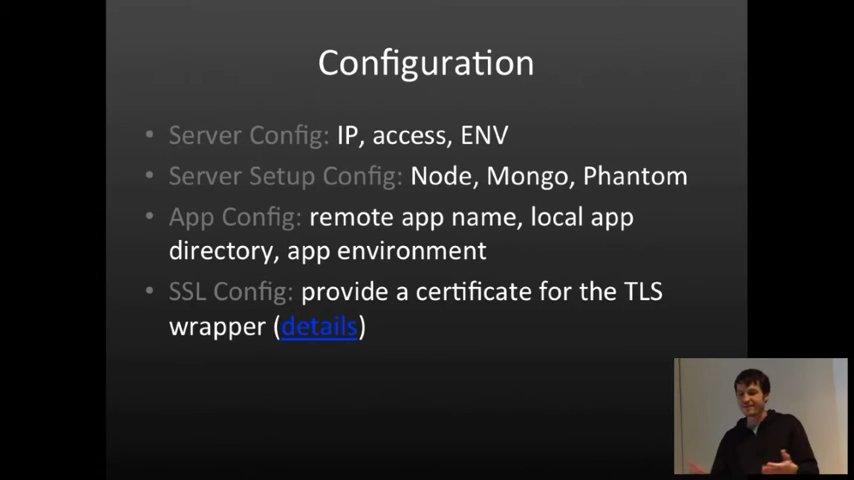 Configuration
• Server Config: IP, access, ENV
• Server Setup Config: Node, Mongo, Phantom
• App Config: remote app name, local app
directory, app environment
• SSL Config: provide a certificate for the TLS
wrapper (details)